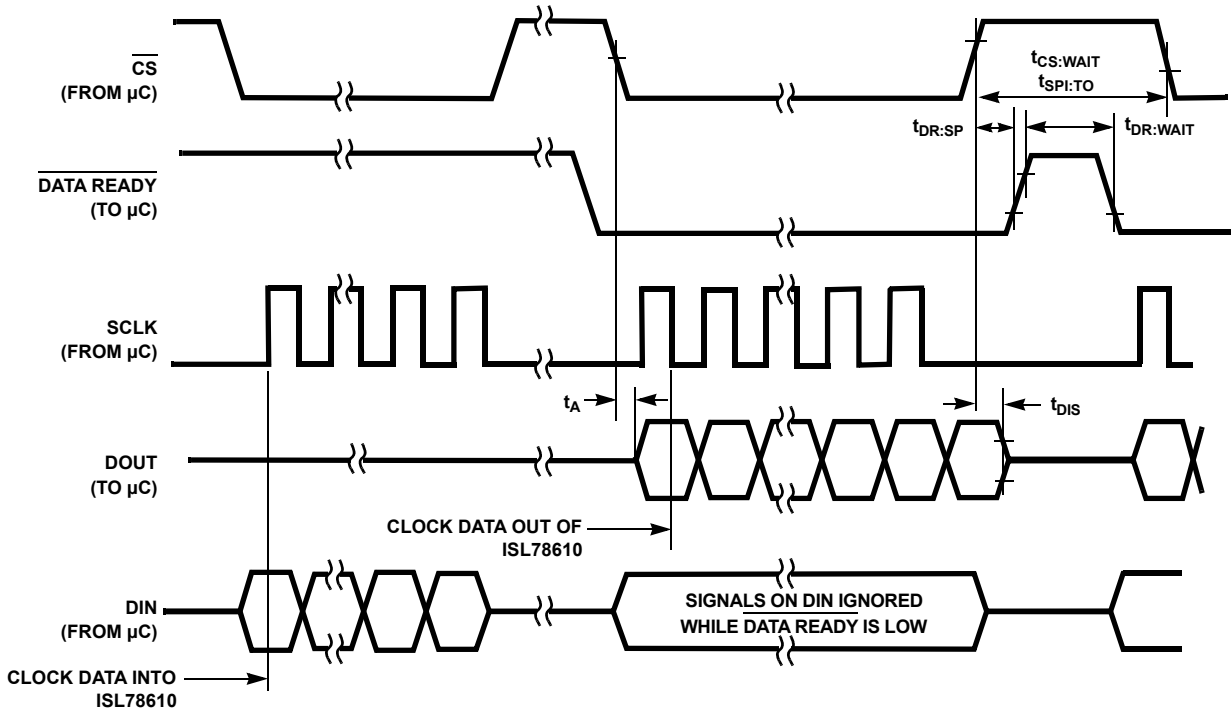 CS
(FROM µC)
tCS:WAIT
tSPI:TO
tDR:SP
tDR:WAIT
DATA READY
(TO µC)
SCLK
(FROM µC)
tA
tDIS
DOUT
(TO µC)
CLOCK DATA OUT OF
ISL78610
DIN
(FROM µC)
SIGNALS ON DIN IGNORED
WHILE DATA READY IS LOW
CLOCK DATA INTO
ISL78610